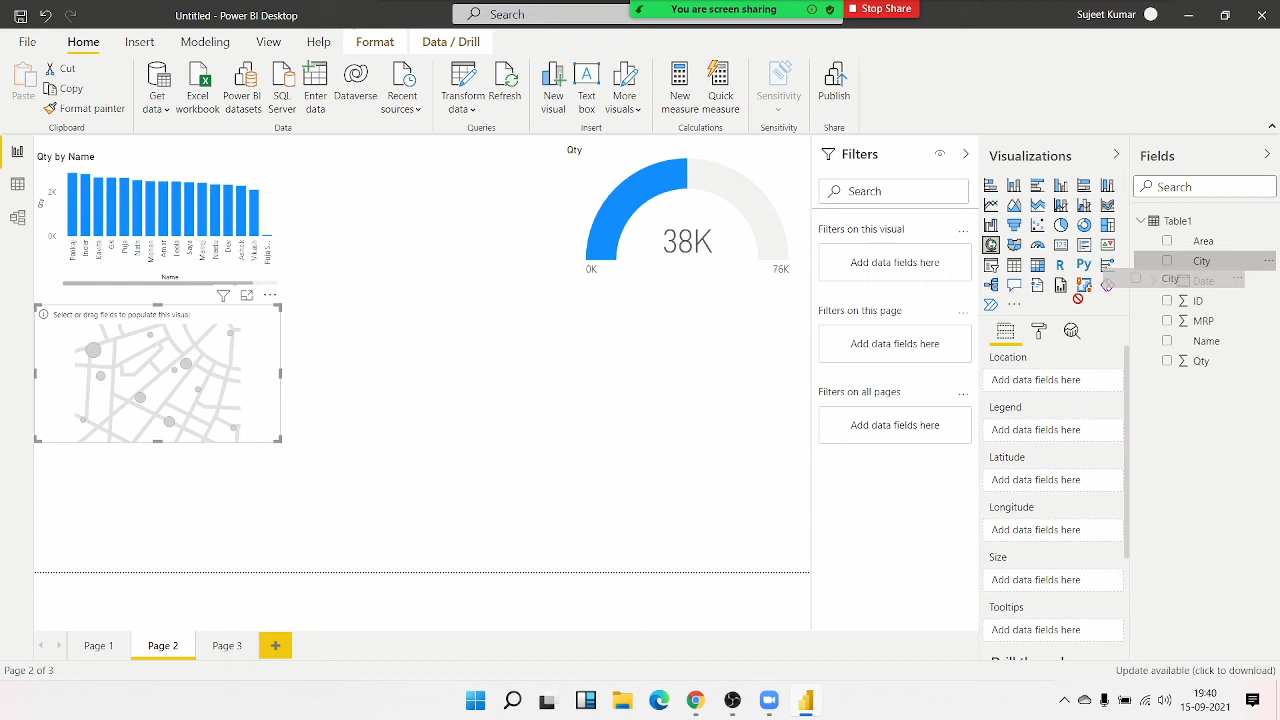 Untitled - Power BI Desktop
Search
You are screen sharing
Stop Share
Sujeet Kumar
File
Home
Insert
Modeling
View
Help
Format
Data / Drill
Paste
Cut
Copy
Format painter
Get data
Excel workbook
Power BI datasets
SQL Server
Enter data
Dataverse
Recent sources
Transform data
Refresh
New visual
Text box
More visuals
New measure
Quick measure
Sensitivity
Publish
Clipboard
Data
Queries
Insert
Calculations
Sensitivity
Share
Qty by Name
Qty
2K
0K
Name
Qty
38K
0K
76K
Select or drag fields to populate this visual
Filters
Search
Filters on this visual
Add data fields here
Filters on this page
Add data fields here
Filters on all pages
Add data fields here
Visualizations
R
Py
123
Location
Add data fields here
Legend
Add data fields here
Latitude
Add data fields here
Longitude
Add data fields here
Size
Add data fields here
Tooltips
Add data fields here
Fields
Search
Table1
Area
City
City
Date
ID
MRP
Name
Qty
Page 1
Page 2
Page 3
Page 2 of 3
Update available (click to download)
19:40
15-09-2021